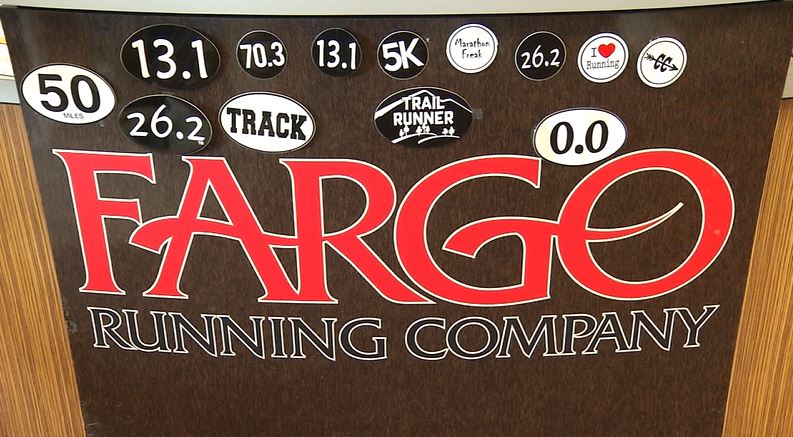 13.1
70.3
13.1
5K
Marathon
Freak
26.2
I ❤ 
Running
CC
50
MILES
26.2
TRACK
TRAIL
RUNNER
0.0
FARGO
RUNNING COMPANY